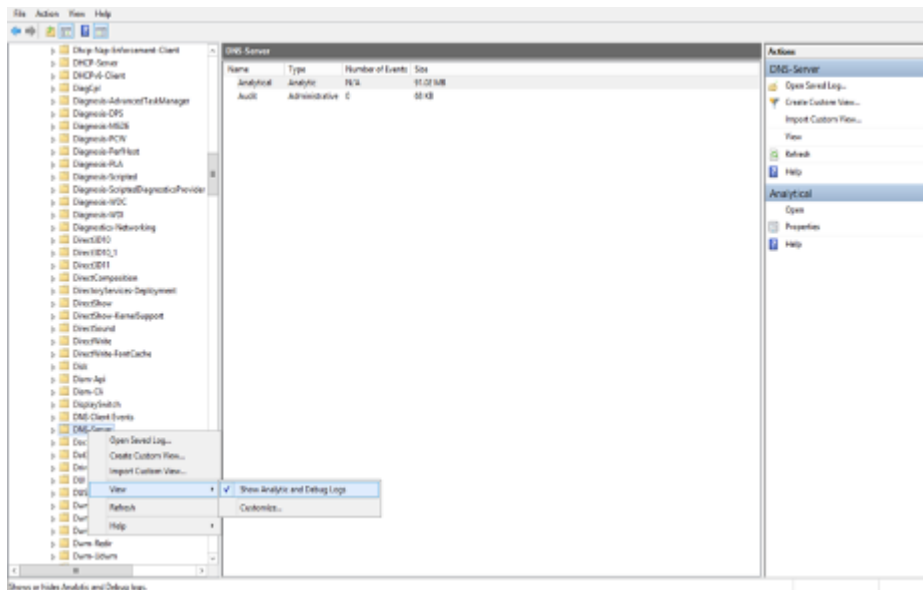 File Action View Help
Dhcp-Nap-Enforcement-Client
DHCP-Server
DHCPv6-Client
DiagCpl
Diagnosis-AdvancedTaskManager
Diagnosis-DPS
Diagnosis-MSDE
Diagnosis-PCW
Diagnosis-PerfHost
Diagnosis-PLA
Diagnosis-Scripted
Diagnosis-ScriptedDiagnosticsProvider
Diagnosis-WDC
Diagnosis-WDI
Diagnostics-Networking
Direct3D10
Direct3D10_1
Direct3D11
DirectComposition
DirectoryServices-Deployment
DirectShow
DirectShow-KernelSupport
DirectSound
DirectWrite
DirectWrite-FontCache
Disk
Dism-Api
Dism-Cli
DisplaySwitch
DNS Client Events
DNS-Server
Dwm-Redir
Dwm-Udwm
Open Saved Log...
Create Custom View...
Import Custom View...
View
Refresh
Help
Show Analytic and Debug Logs
Customize...
DNS-Server
Name Type Number of Events Size
Analytical Analytic N/A
Audit Administrative 0 68 KB
Actions
DNS-Server
Open Saved Log...
Create Custom View...
Import Custom View...
View
Refresh
Help
Analytical
Open
Properties
Help
Shows or hides Analytic and Debug logs.